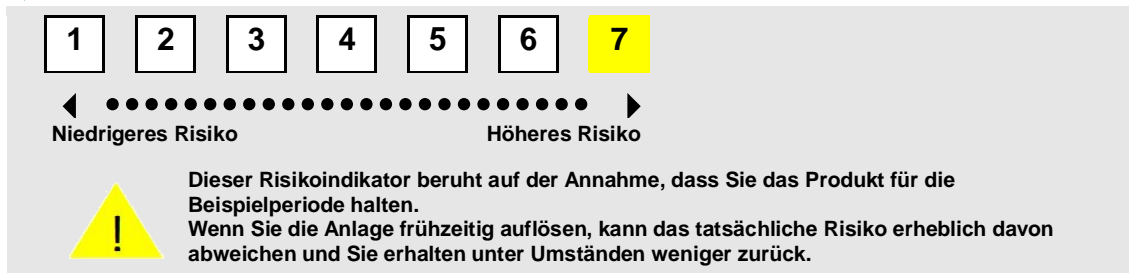 1 2 3 4 5 6 7
Niedrigeres Risiko Höheres Risiko
Dieser Risikoindikator beruht auf der Annahme, dass Sie das Produkt für die
Beispielperiode halten.
! Wenn Sie die Anlage frühzeitig auflösen, kann das tatsächliche Risiko erheblich davon
abweichen und Sie erhalten unter Umständen weniger zurück.